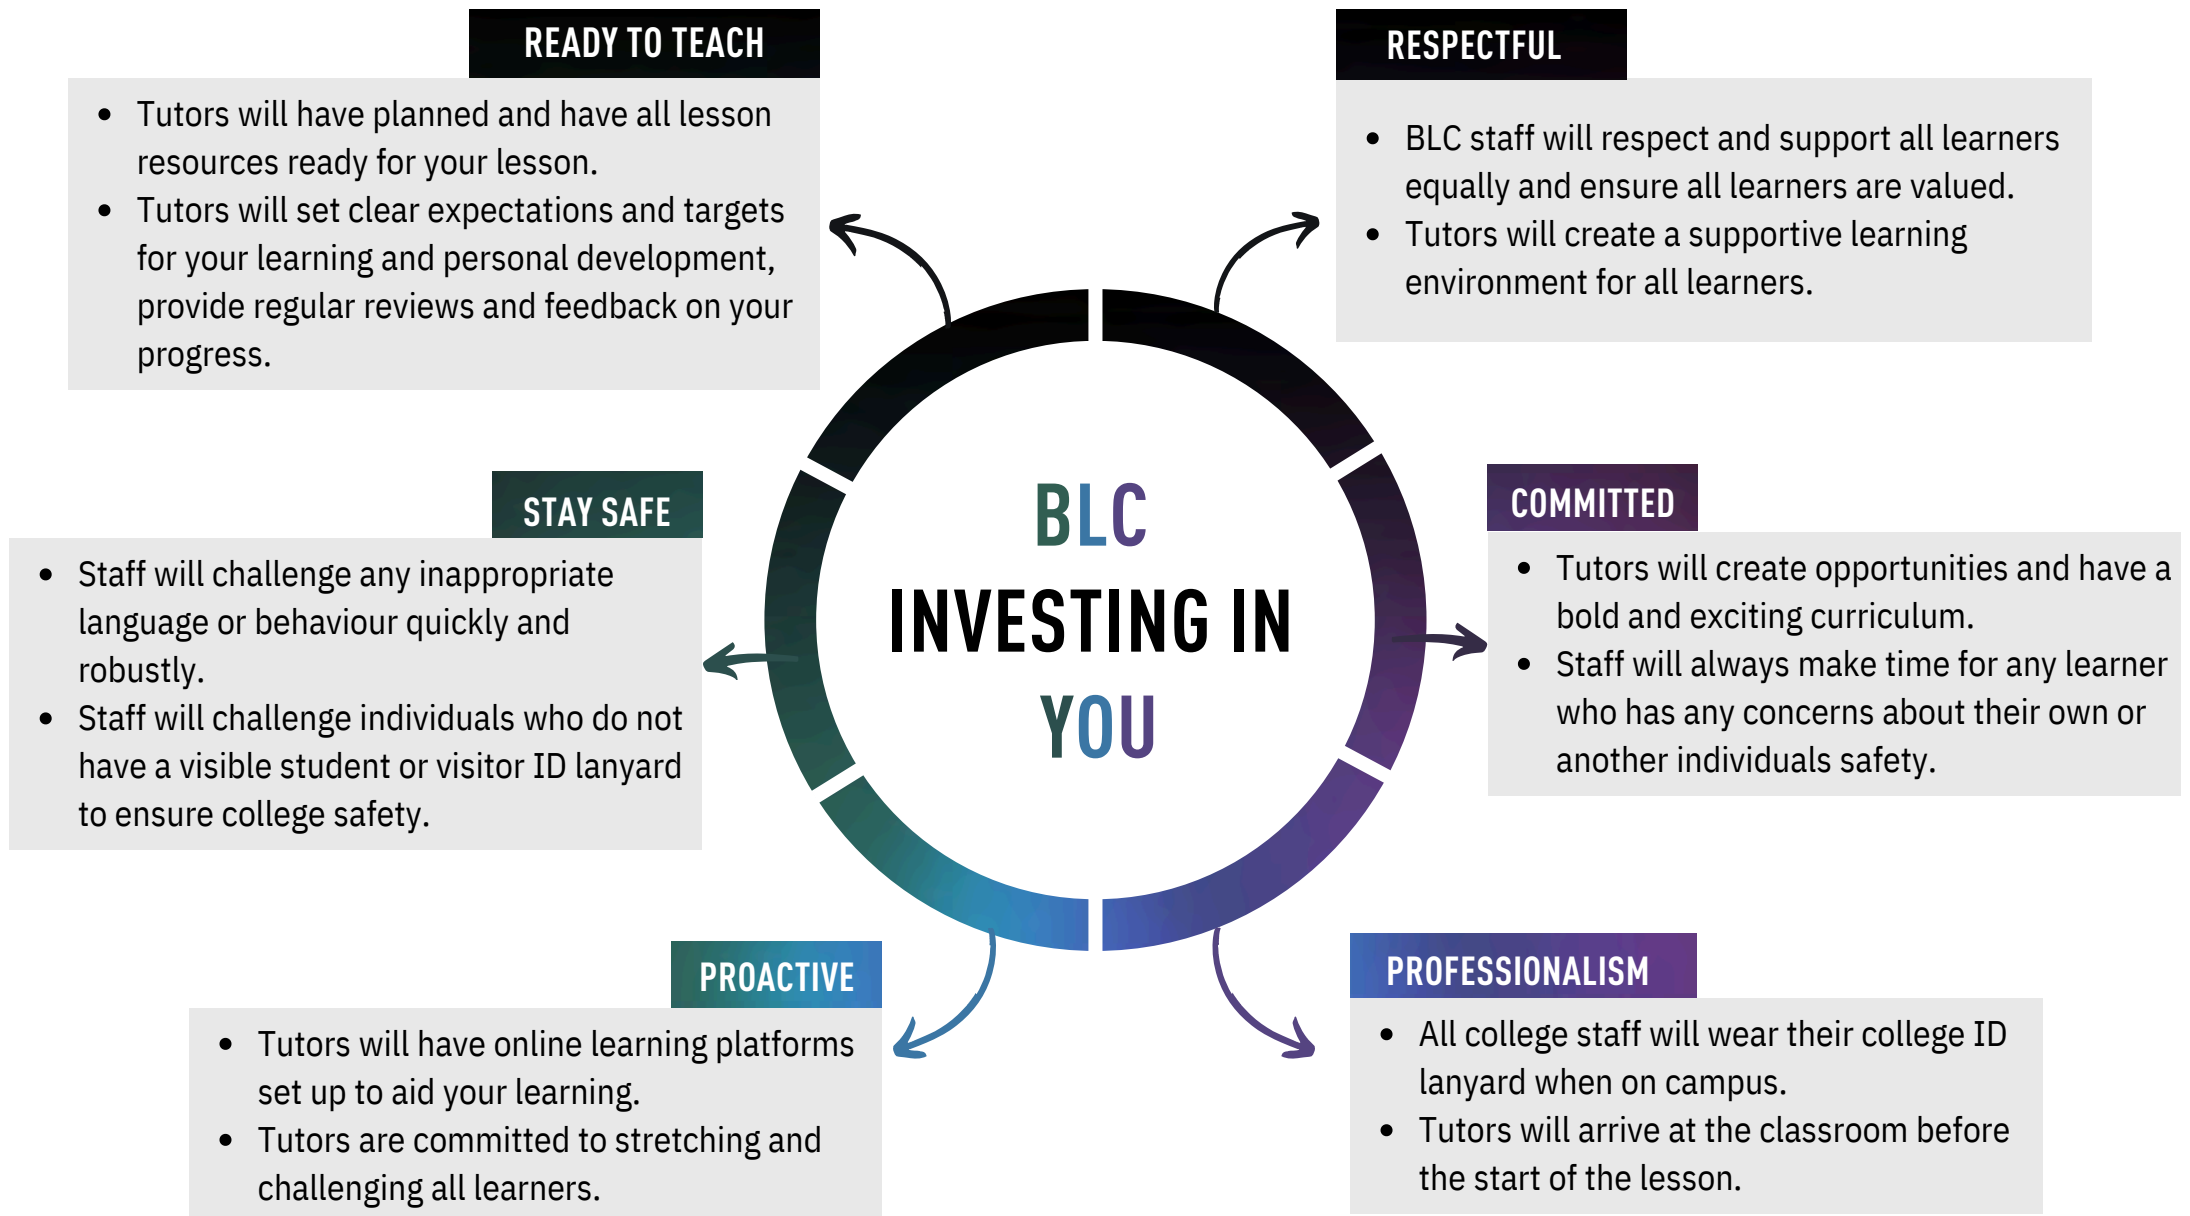 READY TO TEACH
• Tutors will have planned and have all lesson
resources ready for your lesson.
• Tutors will set clear expectations and targets
for your learning and personal development,
provide regular reviews and feedback on your
progress.
RESPECTFUL
• BLC staff will respect and support all learners
equally and ensure all learners are valued.
• Tutors will create a supportive learning
environment for all learners.
STAY SAFE
• Staff will challenge any inappropriate
language or behaviour quickly and
robustly.
• Staff will challenge individuals who do not
have a visible student or visitor ID lanyard
to ensure college safety.
BLC
INVESTING IN
YOU
COMMITTED
• Tutors will create opportunities and have a
bold and exciting curriculum.
• Staff will always make time for any learner
who has any concerns about their own or
another individuals safety.
PROACTIVE
• Tutors will have online learning platforms
set up to aid your learning.
• Tutors are committed to stretching and
challenging all learners.
PROFESSIONALISM
• All college staff will wear their college ID
lanyard when on campus.
• Tutors will arrive at the classroom before
the start of the lesson.